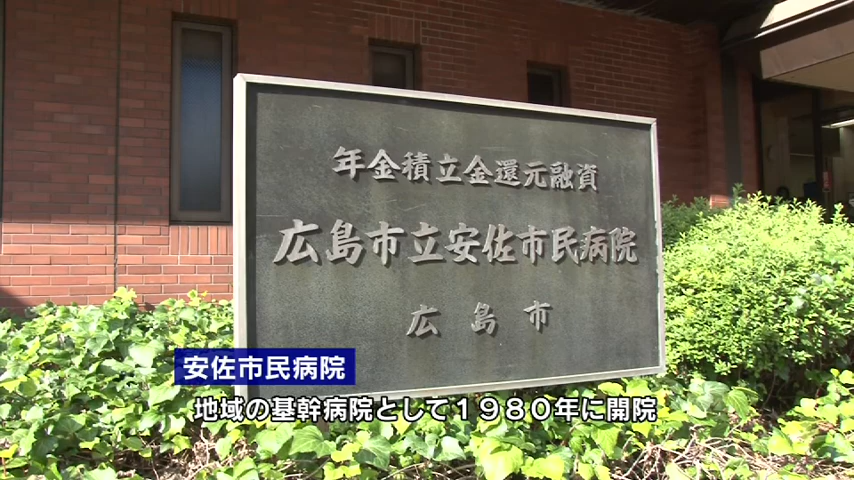 年金積立金還元融資
広島市立安佐市民病院
広島市
安佐市民病院
地域の基幹病院として１９８０年に開院